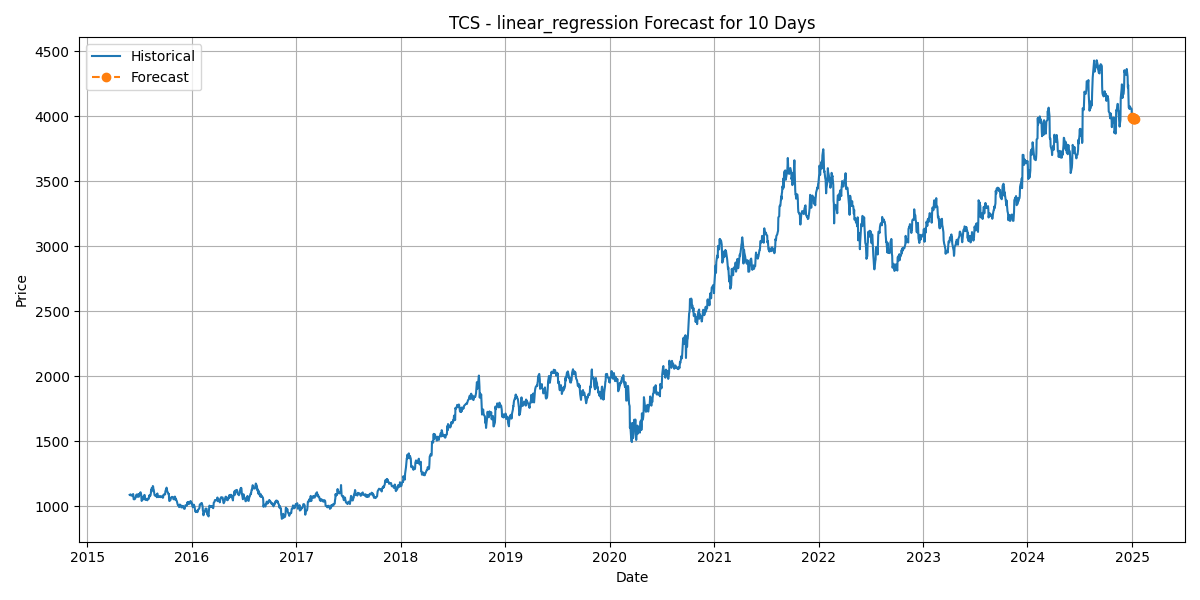 TCS - linear_regression Forecast for 10 Days
Historical
Forecast
4500
4000
3500
3000
2500
2000
1500
1000
Price
2015 2016 2017 2018 2019 2020 2021 2022 2023 2024 2025
Date